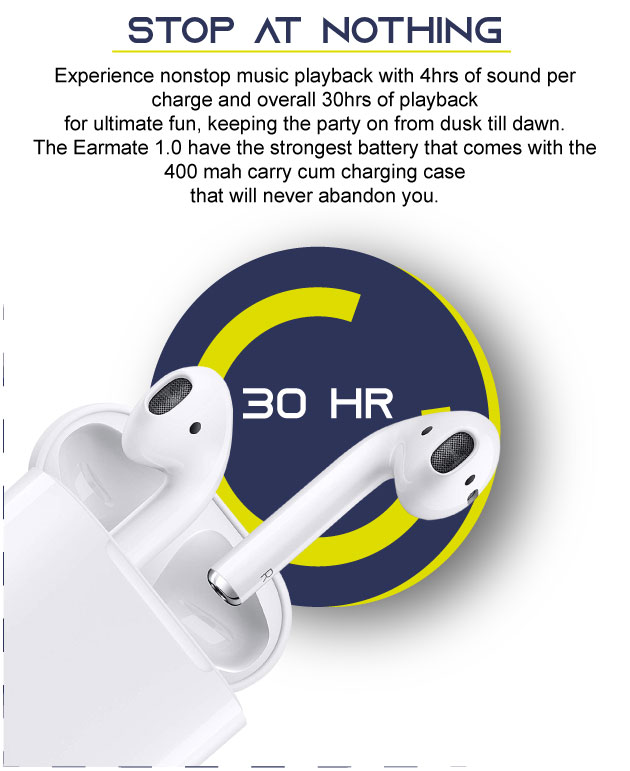 STOP AT NOTHING
Experience nonstop music playback with 4hrs of sound per
charge and overall 30hrs of playback
for ultimate fun, keeping the party on from dusk till dawn.
The Earmate 1.0 have the strongest battery that comes with the
400 mah carry cum charging case
that will never abandon you.
30 HR
R